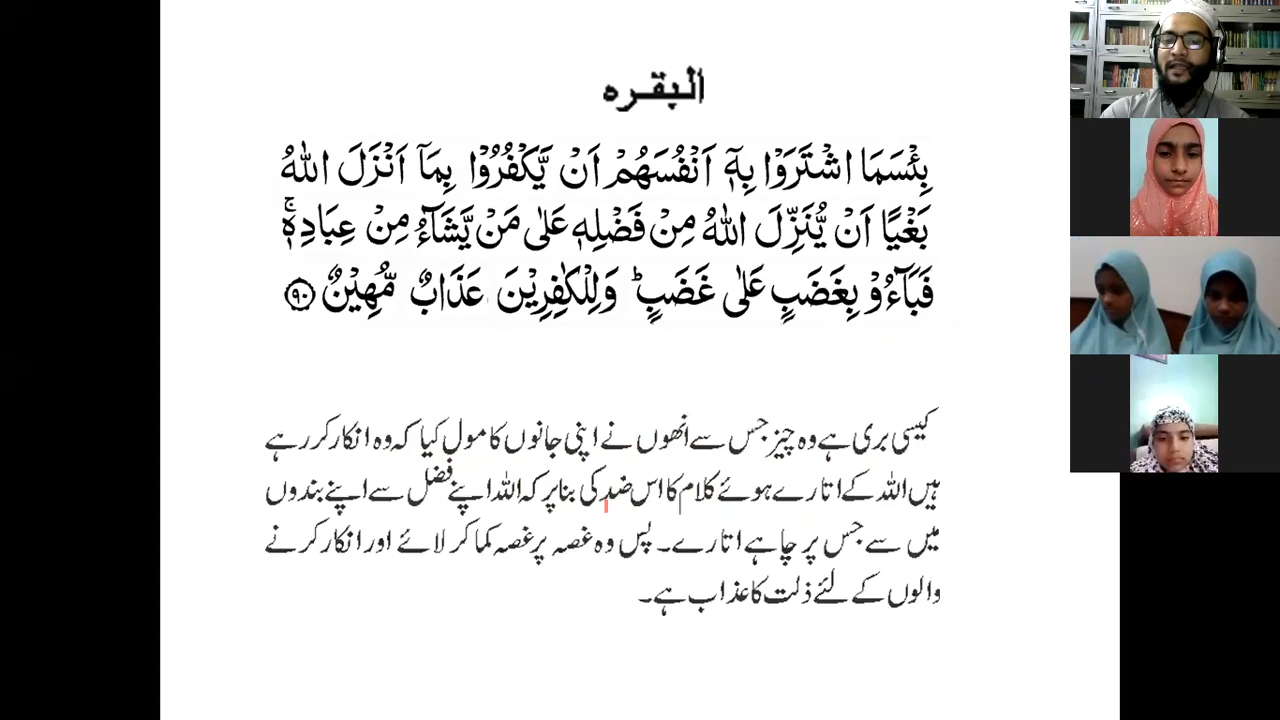 البقره
بِئْسَمَا اشْتَرَوْا بِهٖۤ اَنْفُسَهُمْ اَنْ یَّكْفُرُوْا بِمَاۤ اَنْزَلَ اللّٰهُ
بَغْیًا اَنْ یُّنَزِّلَ اللّٰهُ مِنْ فَضْلِهٖ عَلٰی مَنْ یَّشَآءُ مِنْ عِبَادِهٖۚ
فَبَآءُوْ بِغَضَبٍ عَلٰی غَضَبٍؕ وَلِلْكٰفِرِیْنَ عَذَابٌ مُّهِیْنٌ ﴿۹۰﴾
کیسی بری ہے وہ چیز جس سے انھوں نے اپنی جانوں کا مول کیا کہ وہ انکار کر رہے
ہیں اللہ کے اتارے ہوئے کلام کا اس ضد کی بنا پر کہ اللہ اپنے فضل سے اپنے بندوں
میں سے جس پر چاہے اتارے۔ پس وہ غصہ پر غصہ کما کر لائے اور انکار کرنے
والوں کے لئے ذلت کا عذاب ہے۔